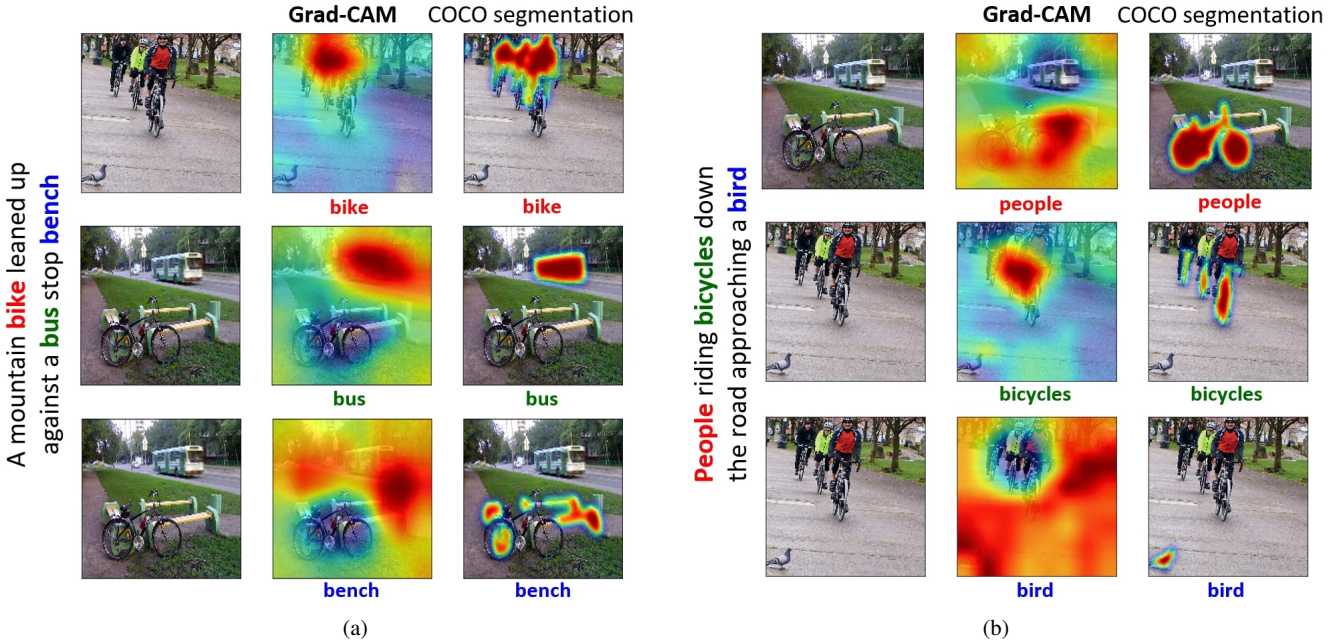 Grad-CAM COCO segmentation
A mountain bike leaned up
against a bus stop bench
bike bike
bus bus
bench bench
(a)
Grad-CAM COCO segmentation
People riding bicycles down
the road approaching a bird
people people
bicycles bicycles
bird bird
(b)